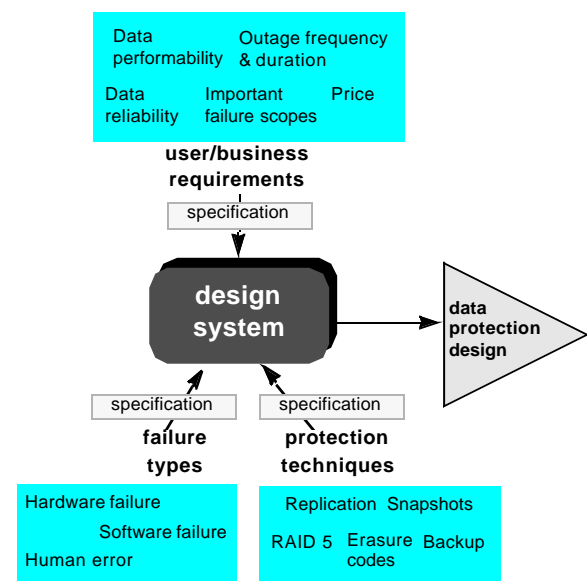 Data Outage frequency
performability & duration
Data Important Price
reliability failure scopes
user/business
requirements
specification
design
system
data
protection
design
specification specification
failure protection
types techniques
Hardware failure
Software failure
Human error
Replication Snapshots
RAID 5 Erasure Backup
codes